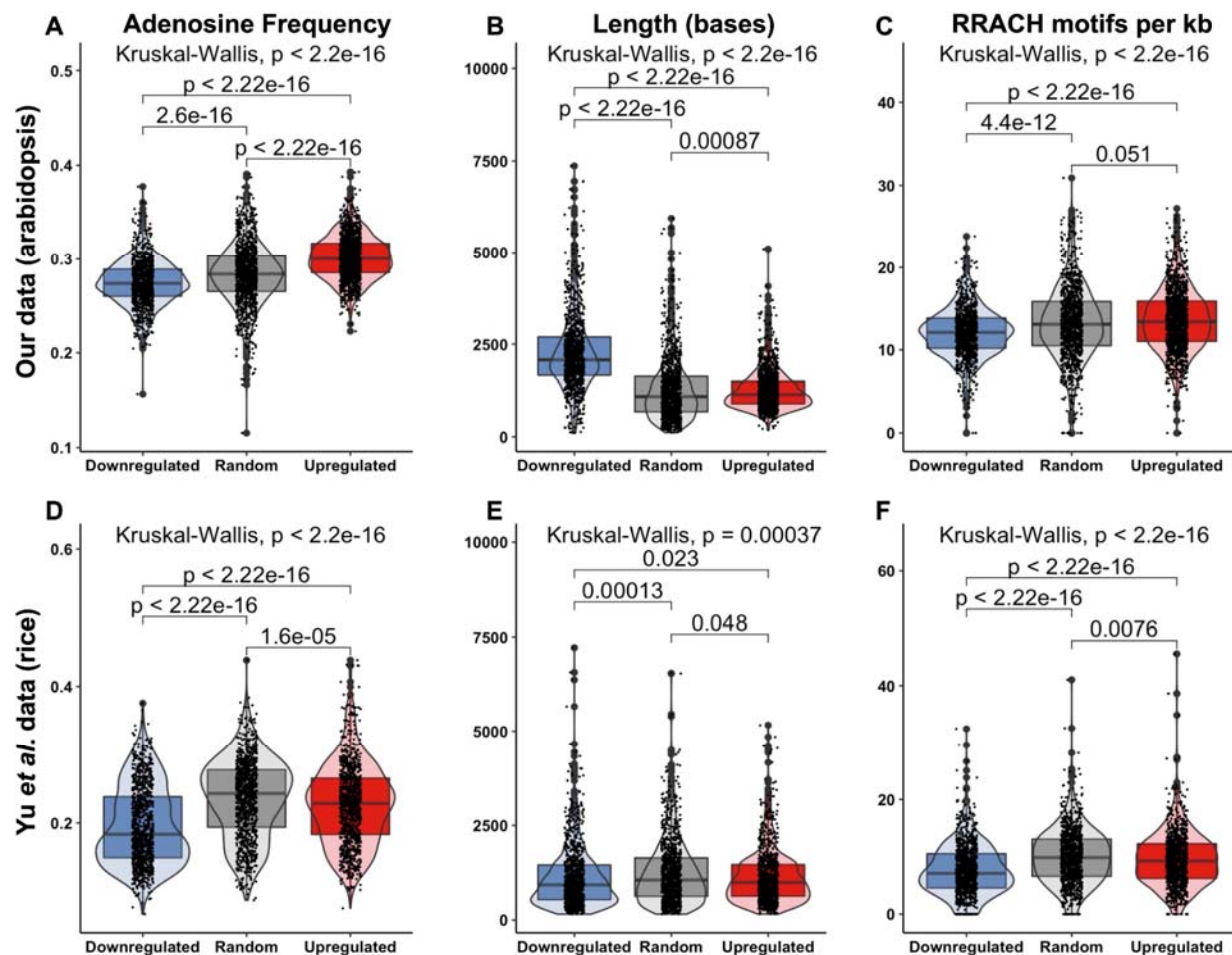 A Adenosine Frequency
Kruskal-Wallis, p < 2.2e-16
p < 2.22e-16
2.6e-16
p < 2.22e-16
Our data (arabidopsis)
0.5
0.4
0.3
0.2
0.1
Downregulated Random Upregulated
B Length (bases)
Kruskal-Wallis, p < 2.2e-16
p < 2.22e-16
p < 2.22e-16
0.00087
10000
7500
5000
2500
0
Downregulated Random Upregulated
C RRACH motifs per kb
Kruskal-Wallis, p < 2.2e-16
p < 2.22e-16
4.4e-12
0.051
40
30
20
10
0
Downregulated Random Upregulated
D
Kruskal-Wallis, p < 2.2e-16
p < 2.22e-16
p < 2.22e-16
1.6e-05
Yu et al. data (rice)
0.6
0.4
0.2
Downregulated Random Upregulated
E
Kruskal-Wallis, p = 0.00037
0.023
0.00013
0.048
10000
7500
5000
2500
0
Downregulated Random Upregulated
F
Kruskal-Wallis, p < 2.2e-16
p < 2.22e-16
p < 2.22e-16
0.0076
60
40
20
0
Downregulated Random Upregulated